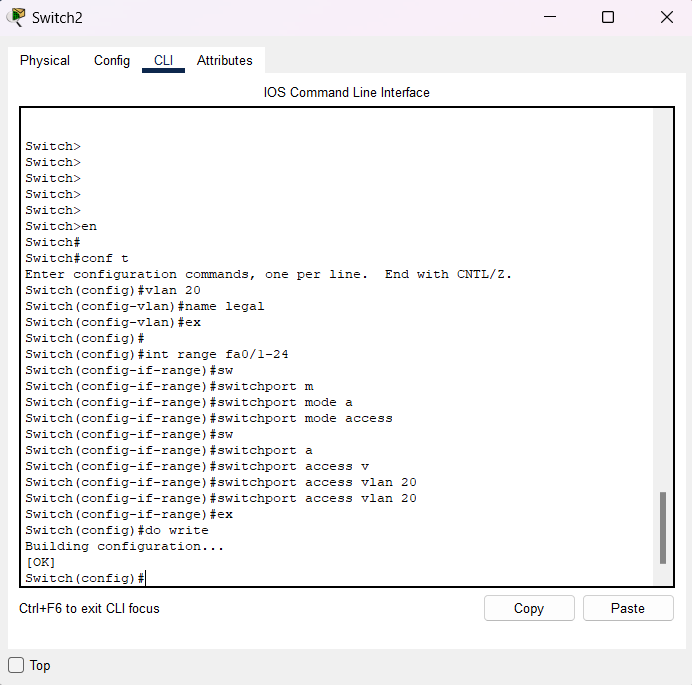 Switch2
Physical Config CLI Attributes
IOS Command Line Interface
Switch>
Switch>
Switch>
Switch>
Switch>
Switch>en
Switch#
Switch#conf t
Enter configuration commands, one per line.  End with CNTL/Z.
Switch(config)#vlan 20
Switch(config-vlan)#name legal
Switch(config-vlan)#ex
Switch(config)#
Switch(config)#int range fa0/1-24
Switch(config-if-range)#sw
Switch(config-if-range)#switchport m
Switch(config-if-range)#switchport mode a
Switch(config-if-range)#switchport mode access
Switch(config-if-range)#sw
Switch(config-if-range)#switchport a
Switch(config-if-range)#switchport access v
Switch(config-if-range)#switchport access vlan 20
Switch(config-if-range)#switchport access vlan 20
Switch(config-if-range)#ex
Switch(config)#do write
Building configuration...
[OK]
Switch(config)#
Ctrl+F6 to exit CLI focus
Copy Paste
Top